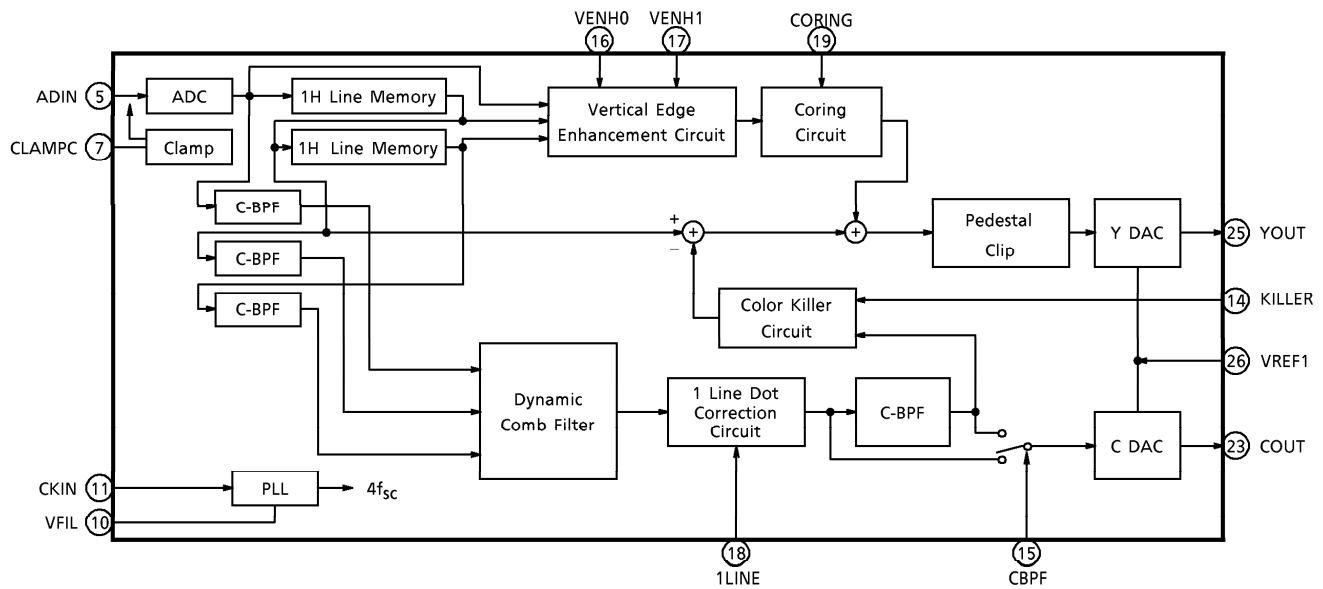 VENH0
VENH1
CORING
16
17
19
ADIN
5
ADC
1H Line Memory
Vertical Edge
Enhancement Circuit
Coring
Circuit
CLAMPC
7
Clamp
1H Line Memory
C-BPF
+
+
−
+
Pedestal
Clip
Y DAC
25
YOUT
C-BPF
C-BPF
Color Killer
Circuit
14
KILLER
26
VREF1
Dynamic
Comb Filter
1 Line Dot
Correction
Circuit
C-BPF
C DAC
23
COUT
CKIN
11
PLL
4fSC
VFIL
10
18
15
1LINE
CBPF